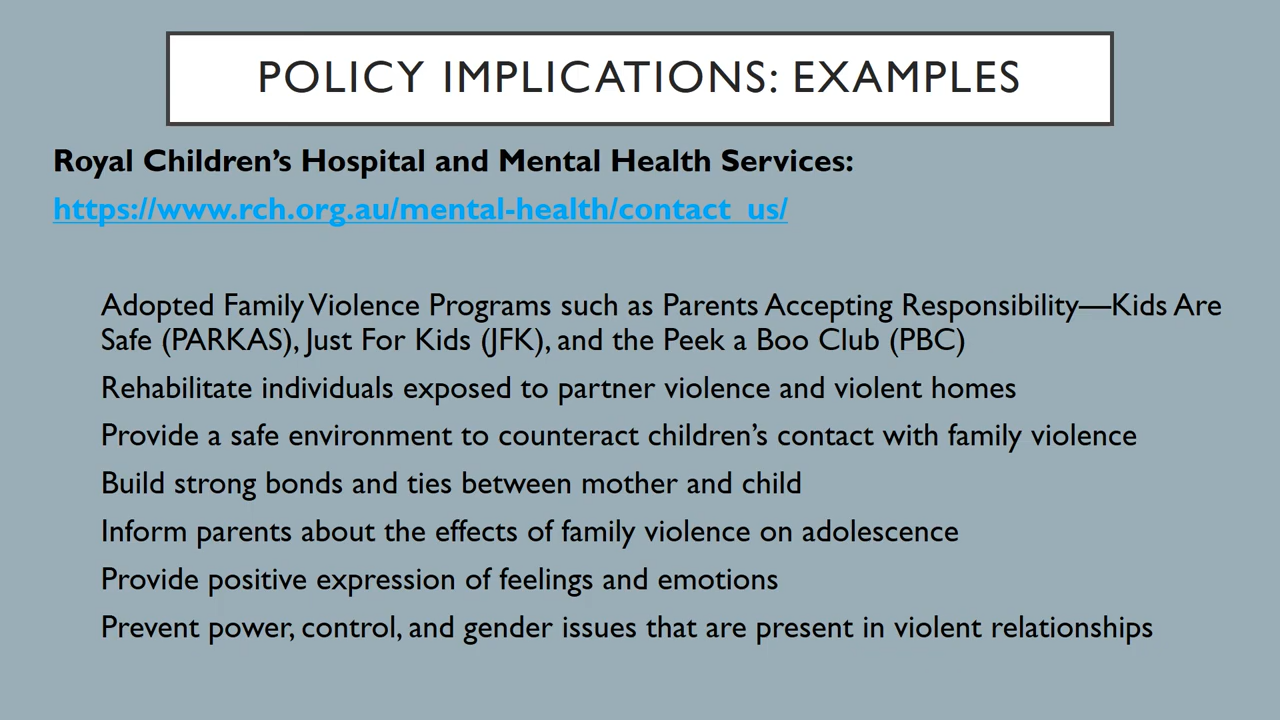 POLICY IMPLICATIONS: EXAMPLES
Royal Children’s Hospital and Mental Health Services:
https://www.rch.org.au/mental-health/contact_us/
Adopted Family Violence Programs such as Parents Accepting Responsibility—Kids Are
Safe (PARKAS), Just For Kids (JFK), and the Peek a Boo Club (PBC)
Rehabilitate individuals exposed to partner violence and violent homes
Provide a safe environment to counteract children’s contact with family violence
Build strong bonds and ties between mother and child
Inform parents about the effects of family violence on adolescence
Provide positive expression of feelings and emotions
Prevent power, control, and gender issues that are present in violent relationships